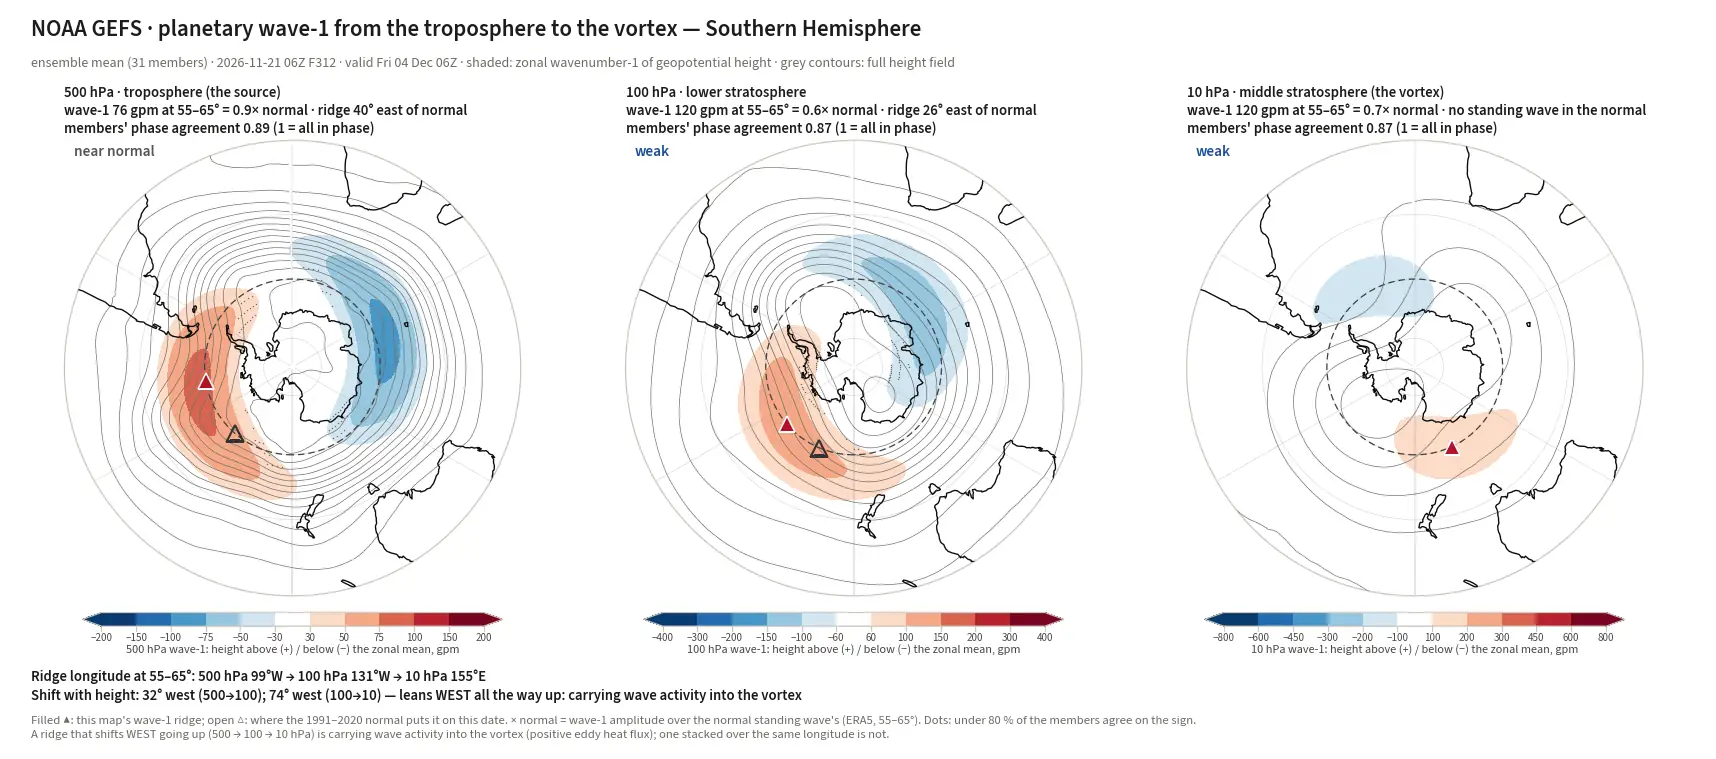 NOAA GEFS · planetary wave-1 from the troposphere to the vortex — Southern Hemisphere
ensemble mean (31 members) · 2026-11-21 06Z F312 · valid Fri 04 Dec 06Z · shaded: zonal wavenumber-1 of geopotential height · grey contours: full height field
500 hPa · troposphere (the source)
wave-1 76 gpm at 55–65° = 0.9× normal · ridge 40° east of normal
members' phase agreement 0.89 (1 = all in phase)
near normal
100 hPa · lower stratosphere
wave-1 120 gpm at 55–65° = 0.6× normal · ridge 26° east of normal
members' phase agreement 0.87 (1 = all in phase)
weak
10 hPa · middle stratosphere (the vortex)
wave-1 120 gpm at 55–65° = 0.7× normal · no standing wave in the normal
members' phase agreement 0.87 (1 = all in phase)
weak
−200 −150 −100 −75 −50 −30 30 50 75 100 150 200
500 hPa wave-1: height above (+) / below (−) the zonal mean, gpm
−400 −300 −200 −150 −100 −60 60 100 150 200 300 400
100 hPa wave-1: height above (+) / below (−) the zonal mean, gpm
−800 −600 −450 −300 −200 −100 100 200 300 450 600 800
10 hPa wave-1: height above (+) / below (−) the zonal mean, gpm
Ridge longitude at 55–65°: 500 hPa 99°W → 100 hPa 131°W → 10 hPa 155°E
Shift with height: 32° west (500→100); 74° west (100→10) — leans WEST all the way up: carrying wave activity into the vortex
Filled ▲: this map's wave-1 ridge; open △: where the 1991–2020 normal puts it on this date. × normal = wave-1 amplitude over the normal standing wave's (ERA5, 55–65°). Dots: under 80 % of the members agree on the sign.
A ridge that shifts WEST going up (500 → 100 → 10 hPa) is carrying wave activity into the vortex (positive eddy heat flux); one stacked over the same longitude is not.